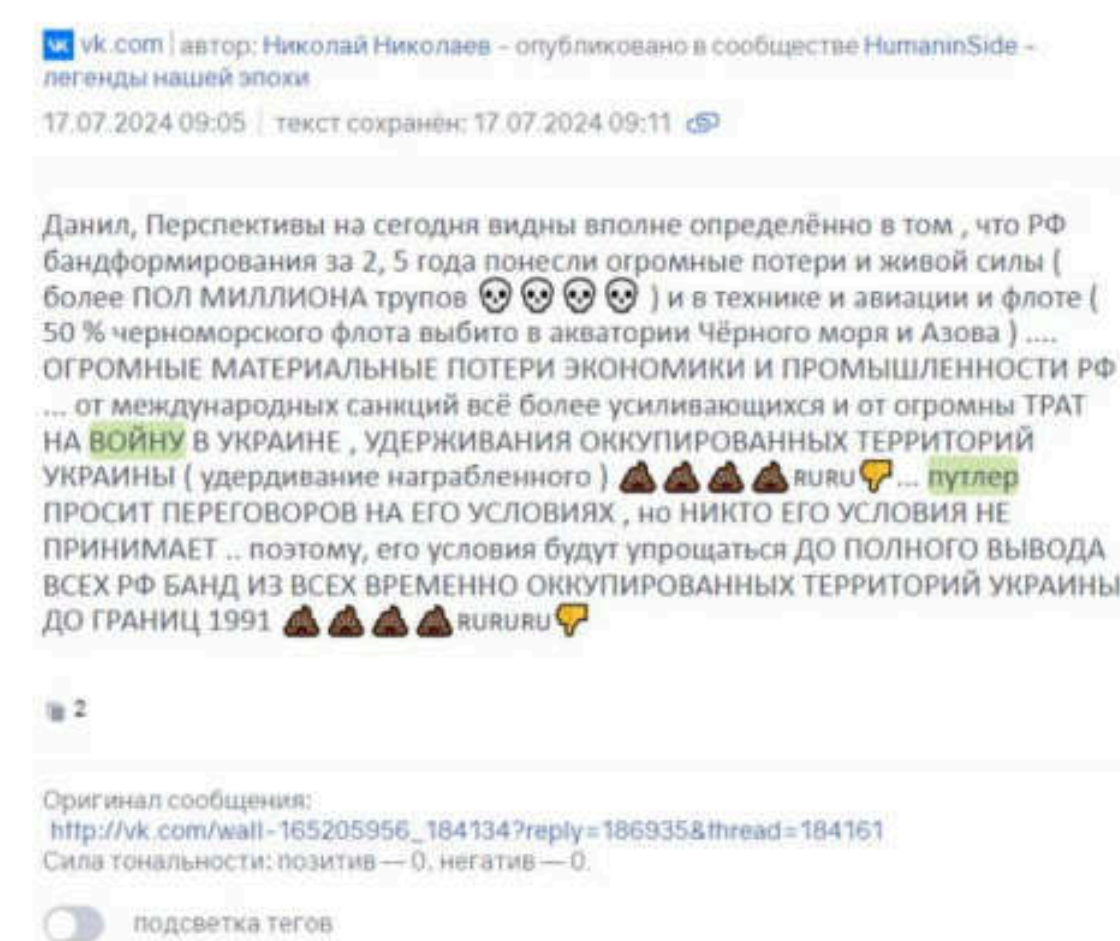 vk.com | автор: Николай Николаев - опубликовано в сообществе HumaninSide -
легенды нашей эпохи
17.07.2024 09:05 | текст сохранён: 17.07.2024 09:11
Данил, Перспективы на сегодня видны вполне определённо в том , что РФ
бандформирования за 2, 5 года понесли огромные потери и живой силы (
более ПОЛ МИЛЛИОНА трупов 💀 💀 💀 💀 ) и в технике и авиации и флоте (
50 % черноморского флота выбито в акватории Чёрного моря и Азова ) ....
ОГРОМНЫЕ МАТЕРИАЛЬНЫЕ ПОТЕРИ ЭКОНОМИКИ И ПРОМЫШЛЕННОСТИ РФ
... от международных санкций всё более усиливающихся и от огромны ТРАТ
НА ВОЙНУ В УКРАИНЕ , УДЕРЖИВАНИЯ ОККУПИРОВАННЫХ ТЕРРИТОРИЙ
УКРАИНЫ ( удердивание награбленного ) 💩 💩 💩 💩 RURU👎... путлер
ПРОСИТ ПЕРЕГОВОРОВ НА ЕГО УСЛОВИЯХ , но НИКТО ЕГО УСЛОВИЯ НЕ
ПРИНИМАЕТ .. поэтому, его условия будут упрощаться ДО ПОЛНОГО ВЫВОДА
ВСЕХ РФ БАНД ИЗ ВСЕХ ВРЕМЕННО ОККУПИРОВАННЫХ ТЕРРИТОРИЙ УКРАИНЫ
ДО ГРАНИЦ 1991 💩 💩 💩 💩 RURURU👎
2
Оригинал сообщения:
http://vk.com/wall-165205956_184134?reply=186935&thread=184161
Сила тональности: позитив — 0, негатив — 0.
подсветка тегов